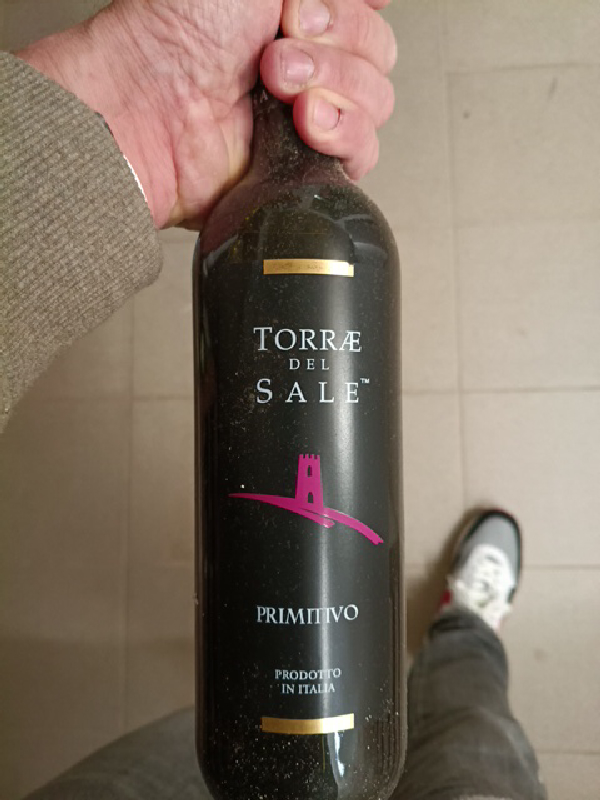 TORRÆ
DEL
SALE™
PRIMITIVO
PRODOTTO
IN ITALIA